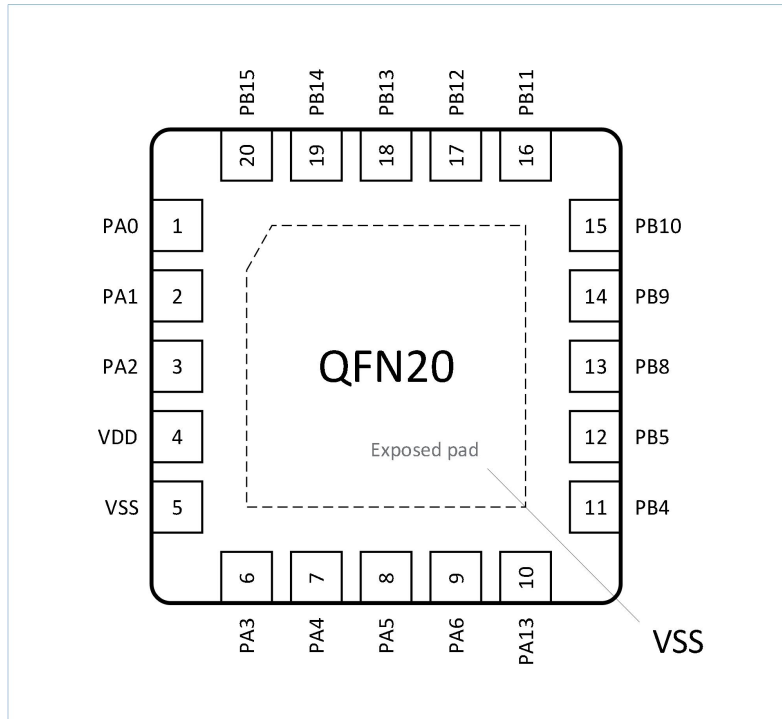 PB15 PB14 PB13 PB12 PB11
20 19 18 17 16
PA0 1 15 PB10
PA1 2 14 PB9
PA2 3 13 PB8
QFN20
VDD 4 12 PB5
Exposed pad
VSS 5 11 PB4
6 7 8 9 10
PA3 PA4 PA5 PA6 PA13
VSS